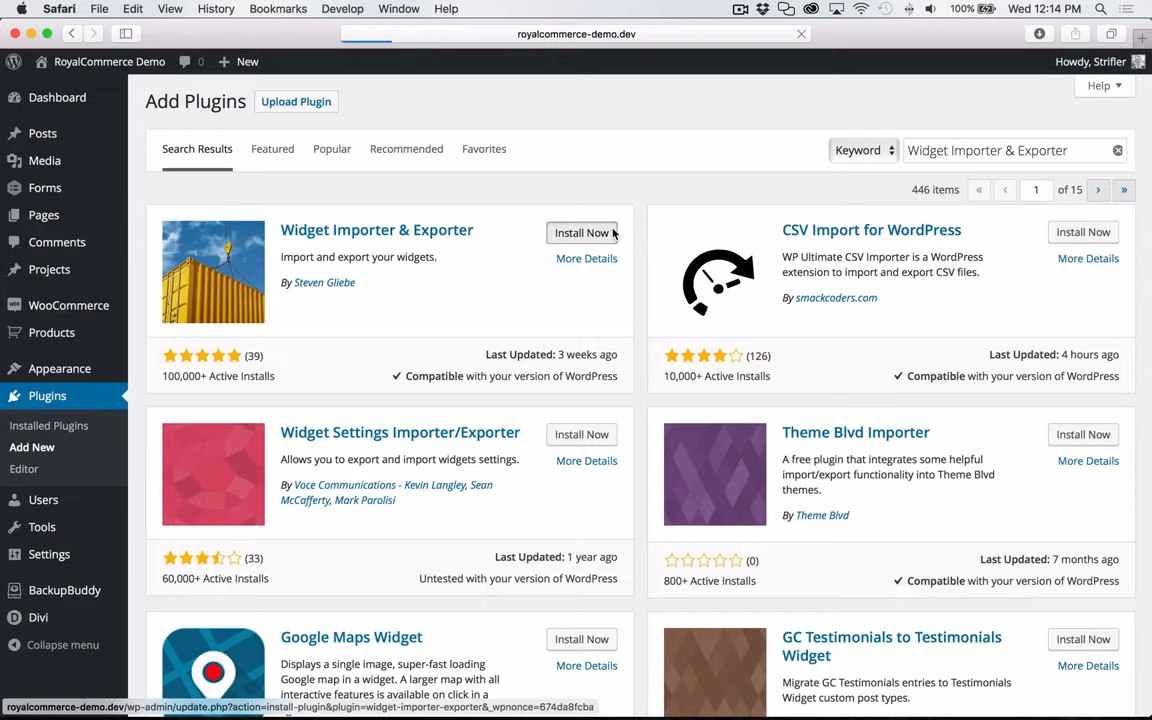 Safari File Edit View History Bookmarks Develop Window Help 100% Wed 12:14 PM
royalcommerce-demo.dev
RoyalCommerce Demo 0 + New Howdy, Strifler
Help ▼
Dashboard
Posts
Media
Forms
Pages
Comments
Projects
WooCommerce
Products
Appearance
Plugins
Installed Plugins
Add New
Editor
Users
Tools
Settings
BackupBuddy
Divi
Collapse menu
Add Plugins Upload Plugin
Search Results Featured Popular Recommended Favorites Keyword Widget Importer & Exporter
446 items « ‹ 1 of 15 › »
Widget Importer & Exporter Install Now
Import and export your widgets. More Details
By Steven Gliebe
(39) Last Updated: 3 weeks ago
100,000+ Active Installs ✓ Compatible with your version of WordPress
CSV Import for WordPress Install Now
WP Ultimate CSV Importer is a WordPress More Details
extension to import and export CSV files.
By smackcoders.com
(126) Last Updated: 4 hours ago
10,000+ Active Installs ✓ Compatible with your version of WordPress
Widget Settings Importer/Exporter Install Now
Allows you to export and import widgets settings. More Details
By Voce Communications - Kevin Langley, Sean
McCafferty, Mark Parolisi
(33) Last Updated: 1 year ago
60,000+ Active Installs Untested with your version of WordPress
Theme Blvd Importer Install Now
A free plugin that integrates some helpful More Details
import/export functionality into Theme Blvd
themes.
By Theme Blvd
(0) Last Updated: 7 months ago
800+ Active Installs ✓ Compatible with your version of WordPress
Google Maps Widget Install Now
Displays a single image, super-fast loading More Details
Google map in a widget. A larger map with all
interactive features is available on click in a
GC Testimonials to Testimonials Install Now
Widget
Migrate GC Testimonials entries to Testimonials More Details
Widget custom post types.
royalcommerce-demo.dev/wp-admin/update.php?action=install-plugin&plugin=widget-importer-exporter&_wpnonce=674da8fcba